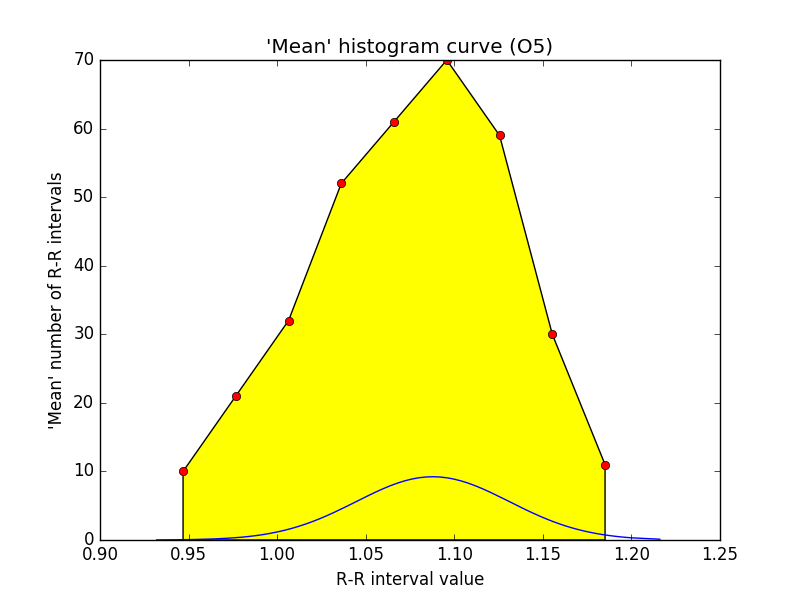 'Mean' histogram curve (O5)
70
60
50
40
30
20
10
0
'Mean' number of R-R intervals
0.90 0.95 1.00 1.05 1.10 1.15 1.20 1.25
R-R interval value